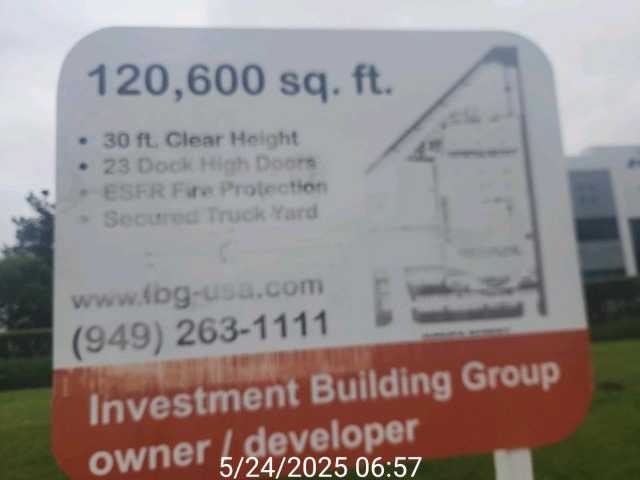 120,600 sq. ft.
• 30 ft. Clear Height
• 23 Dock High Doors
• ESFR Fire Protection
• Secured Truck Yard
www.ibg-usa.com
(949) 263-1111
Investment Building Group
owner / developer
5/24/2025 06:57